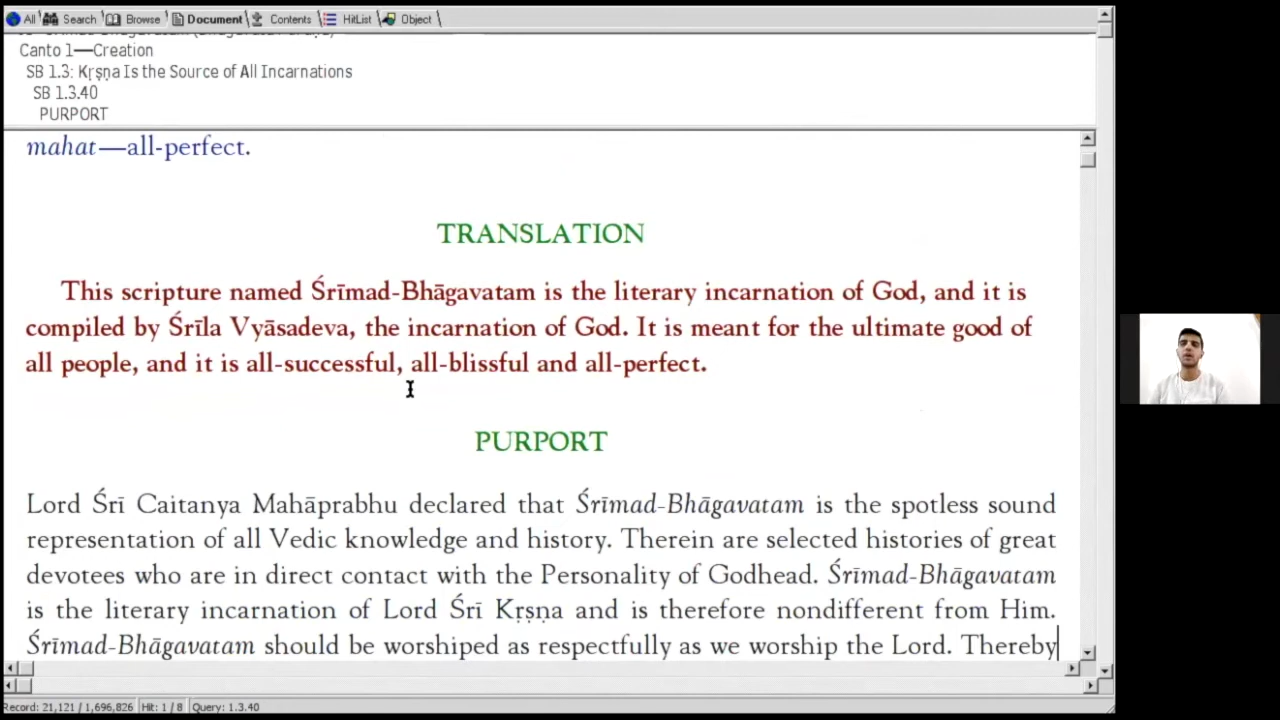 All Search Browse Document Contents HitList Object
Canto 1—Creation
SB 1.3: Kṛṣṇa Is the Source of All Incarnations
SB 1.3.40
PURPORT
mahat—all-perfect.
TRANSLATION
This scripture named Śrīmad-Bhāgavatam is the literary incarnation of God, and it is
compiled by Śrīla Vyāsadeva, the incarnation of God. It is meant for the ultimate good of
all people, and it is all-successful, all-blissful and all-perfect.
PURPORT
Lord Śrī Caitanya Mahāprabhu declared that Śrīmad-Bhāgavatam is the spotless sound
representation of all Vedic knowledge and history. Therein are selected histories of great
devotees who are in direct contact with the Personality of Godhead. Śrīmad-Bhāgavatam
is the literary incarnation of Lord Śrī Kṛṣṇa and is therefore nondifferent from Him.
Śrīmad-Bhāgavatam should be worshiped as respectfully as we worship the Lord. Thereby
Record: 21,121 / 1,696,826 Hit: 1 / 8 Query: 1.3.40